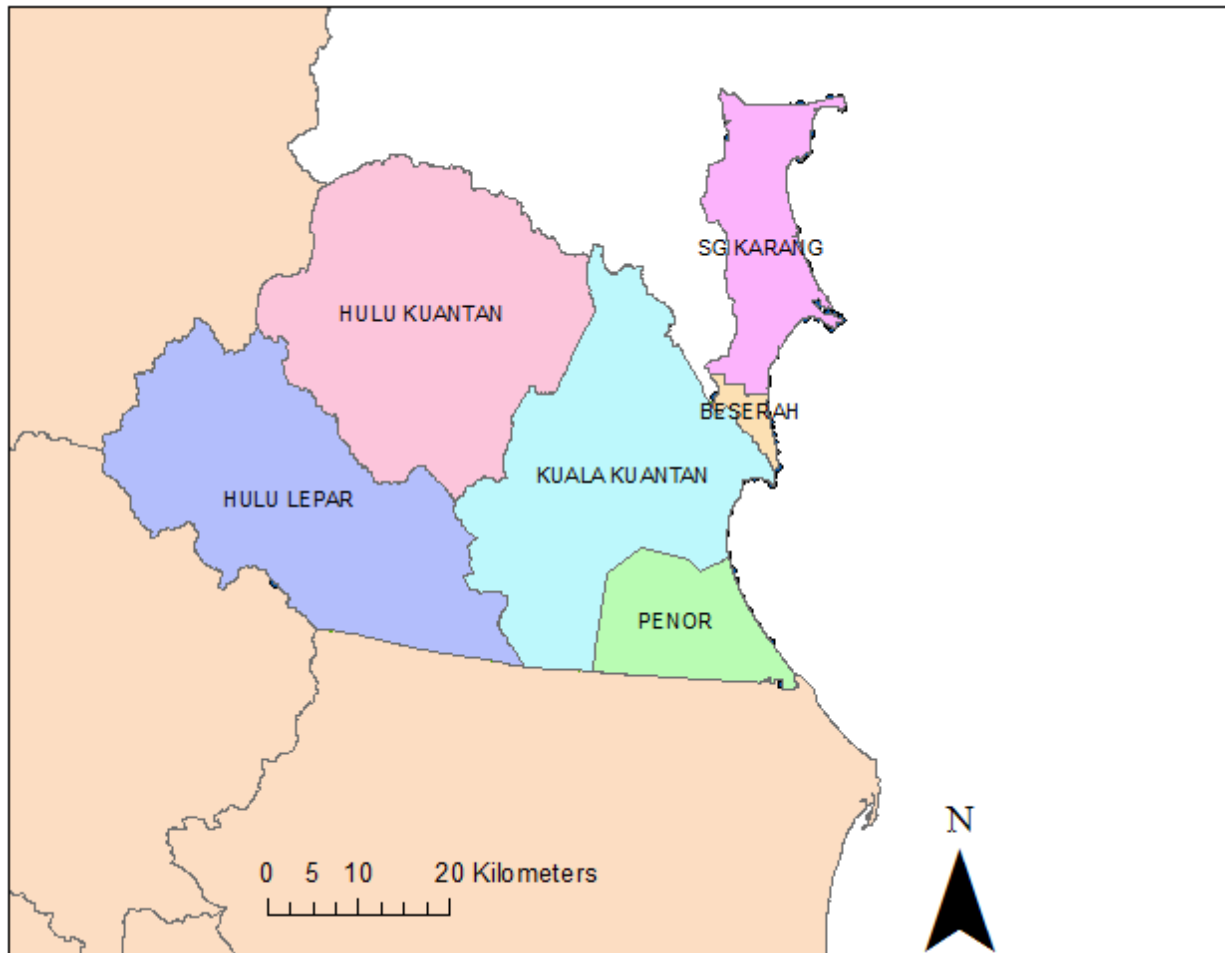 SG KARANG
HULU KUANTAN
BESERAH
KUALA KUANTAN
HULU LEPAR
PENOR
N
0 5 10 20 Kilometers